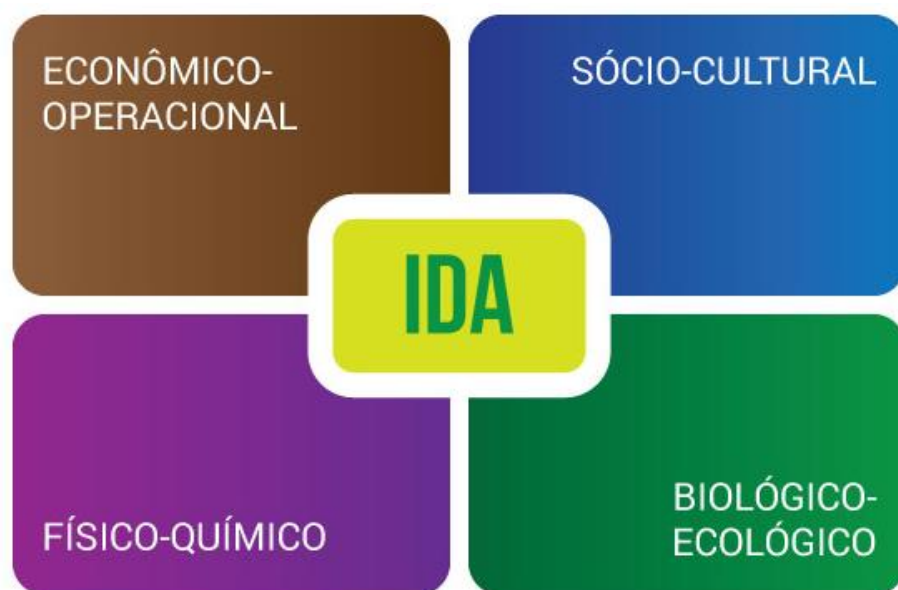 ECONÔMICO-
OPERACIONAL
SÓCIO-CULTURAL
IDA
FÍSICO-QUÍMICO
BIOLÓGICO-
ECOLÓGICO